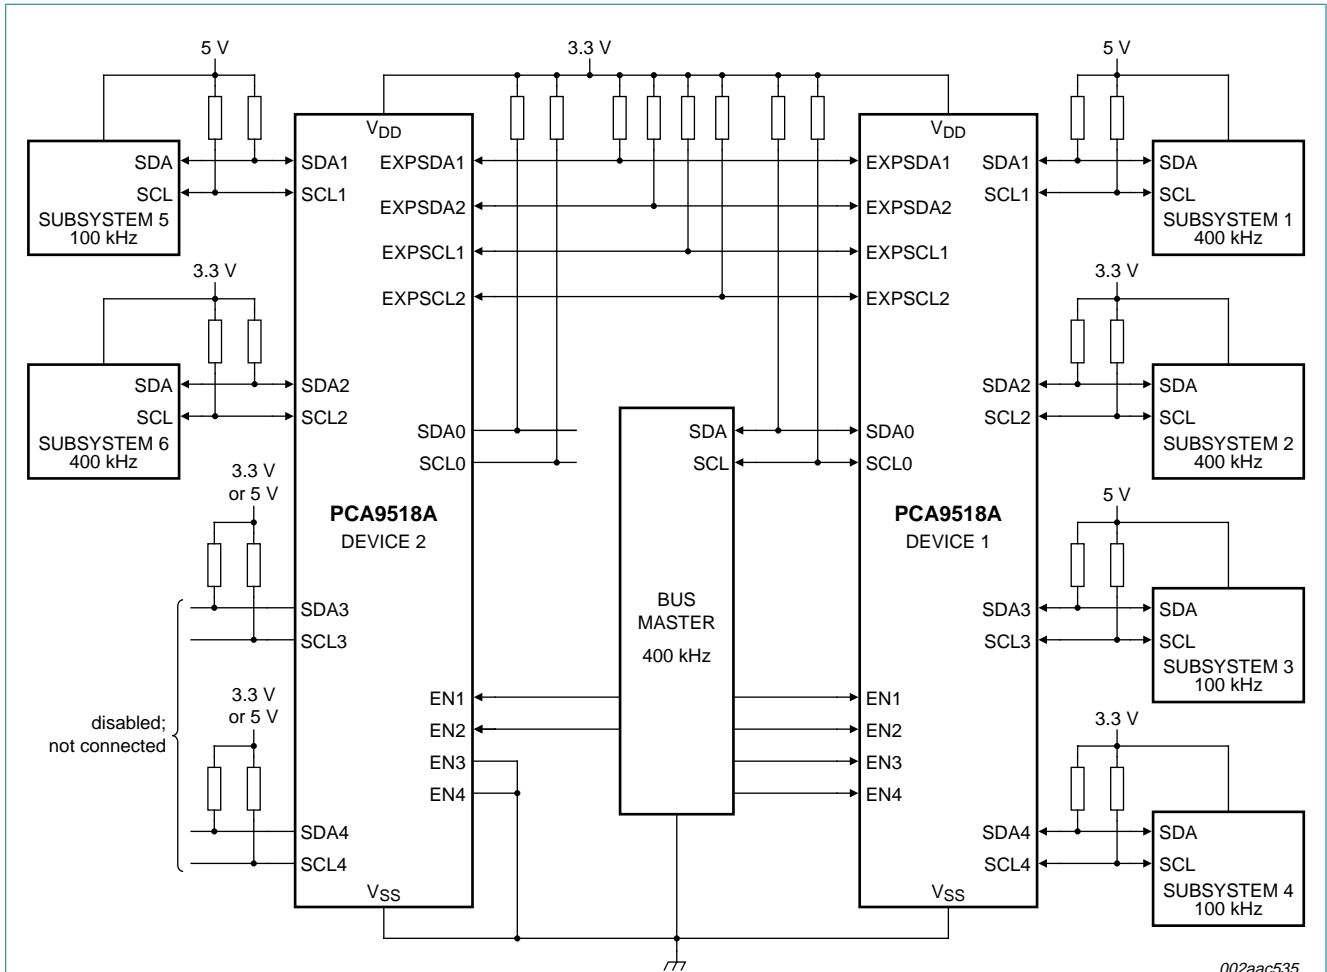 5 V
3.3 V
5 V
SDA
SCL
SUBSYSTEM 5
100 kHz
3.3 V
SDA
SCL
SUBSYSTEM 6
400 kHz
3.3 V
or 5 V
disabled;
not connected
3.3 V
or 5 V
VDD
SDA1
SCL1
EXPSDA1
EXPSDA2
EXPSCL1
EXPSCL2
SDA2
SCL2
SDA0
SCL0
PCA9518A
DEVICE 2
SDA3
SCL3
EN1
EN2
EN3
EN4
SDA4
SCL4
VSS
SDA
SCL
BUS
MASTER
400 kHz
VDD
EXPSDA1
EXPSDA2
EXPSCL1
EXPSCL2
SDA1
SCL1
SDA2
SCL2
SDA0
SCL0
PCA9518A
DEVICE 1
SDA3
SCL3
EN1
EN2
EN3
EN4
SDA4
SCL4
VSS
SDA
SCL
SUBSYSTEM 1
400 kHz
3.3 V
SDA
SCL
SUBSYSTEM 2
400 kHz
5 V
SDA
SCL
SUBSYSTEM 3
100 kHz
3.3 V
SDA
SCL
SUBSYSTEM 4
100 kHz
002aac535